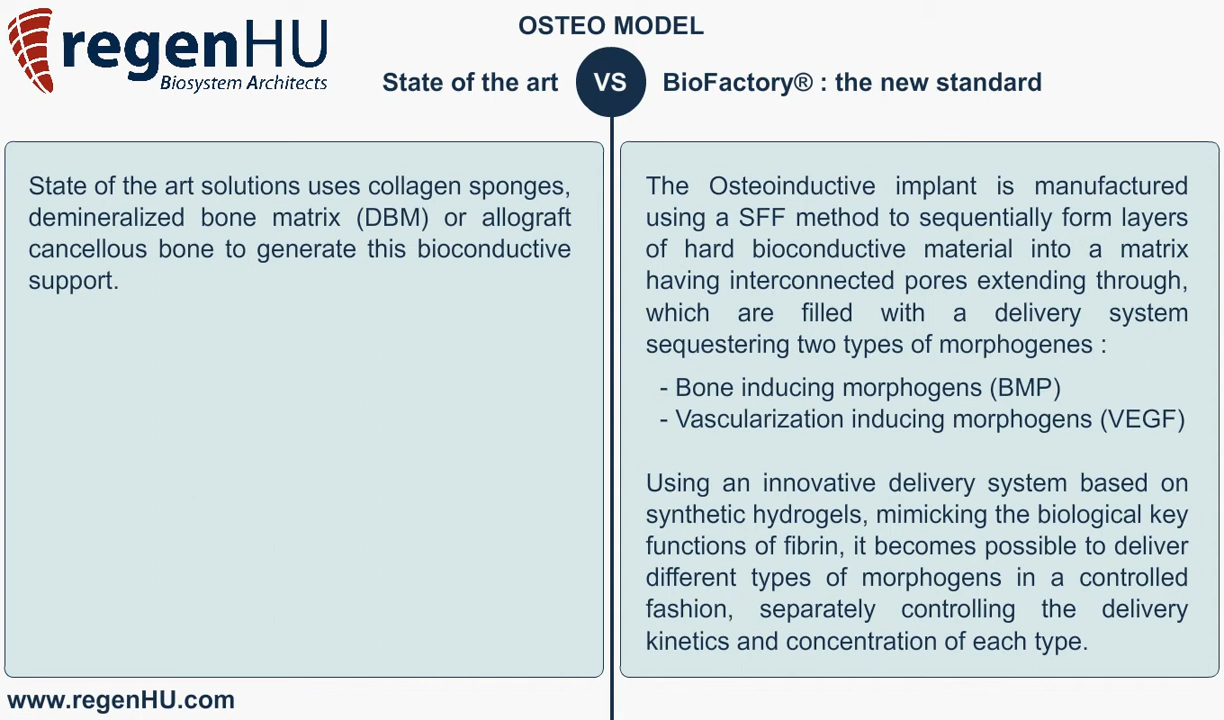 regenHU
Biosystem Architects
OSTEO MODEL
State of the art
VS
BioFactory® : the new standard
State of the art solutions uses collagen sponges,
demineralized bone matrix (DBM) or allograft
cancellous bone to generate this bioconductive
support.
The Osteoinductive implant is manufactured
using a SFF method to sequentially form layers
of hard bioconductive material into a matrix
having interconnected pores extending through,
which are filled with a delivery system
sequestering two types of morphogenes :
- Bone inducing morphogens (BMP)
- Vascularization inducing morphogens (VEGF)
Using an innovative delivery system based on
synthetic hydrogels, mimicking the biological key
functions of fibrin, it becomes possible to deliver
different types of morphogens in a controlled
fashion, separately controlling the delivery
kinetics and concentration of each type.
www.regenHU.com